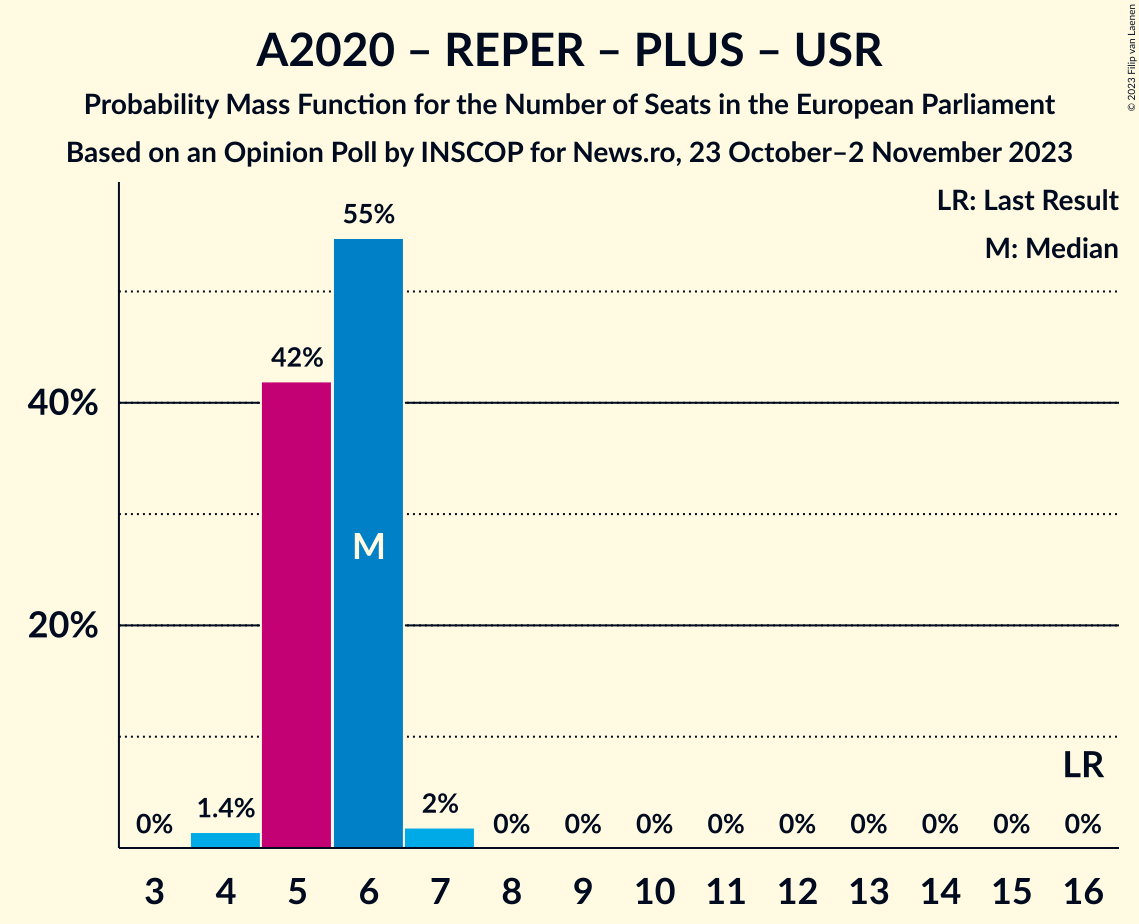 A2020 – REPER – PLUS – USR
Probability Mass Function for the Number of Seats in the European Parliament
Based on an Opinion Poll by INSCOP for News.ro, 23 October–2 November 2023
© 2023 Filip van Laenen
LR: Last Result
M: Median
55%
42%
40%
M
20%
LR
0% 1.4% 2% 0% 0% 0% 0% 0% 0% 0% 0% 0%
3 4 5 6 7 8 9 10 11 12 13 14 15 16